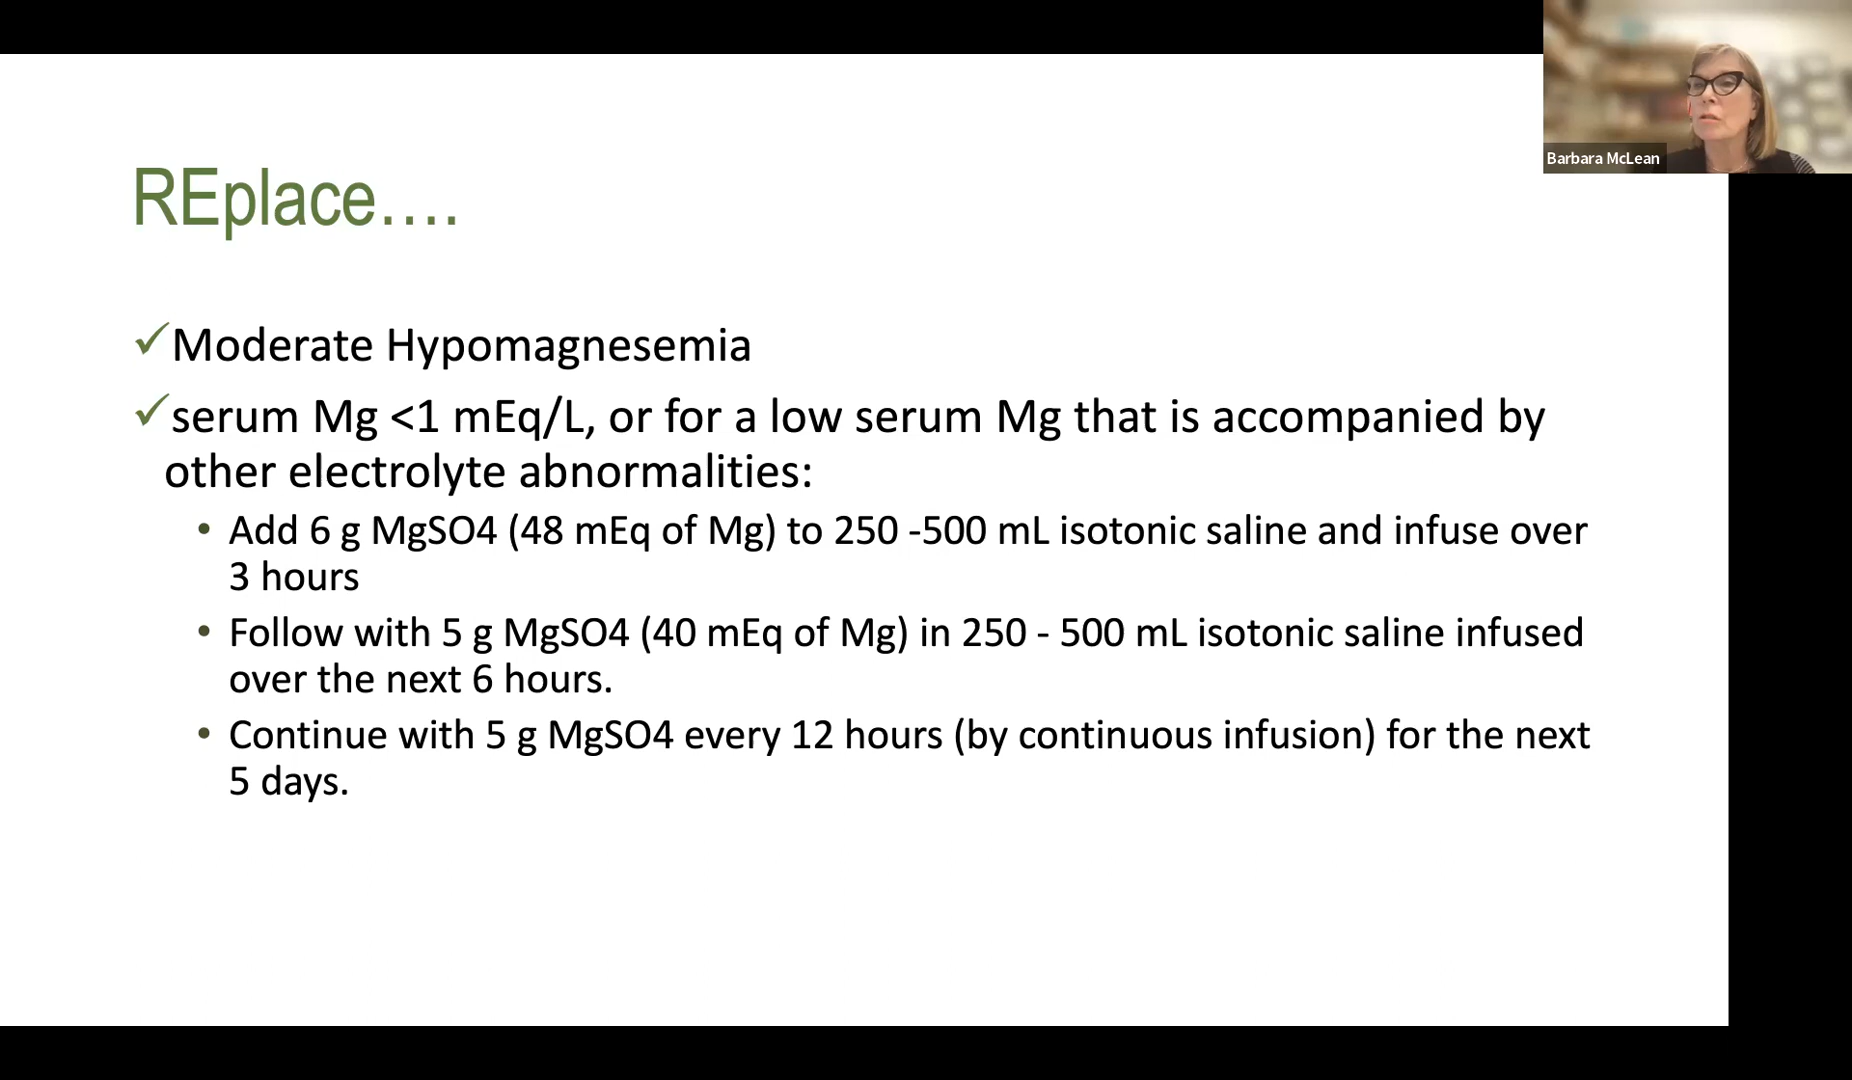 Barbara McLean
REplace....
✓Moderate Hypomagnesemia
✓serum Mg <1 mEq/L, or for a low serum Mg that is accompanied by
other electrolyte abnormalities:
• Add 6 g MgSO4 (48 mEq of Mg) to 250 -500 mL isotonic saline and infuse over
3 hours
• Follow with 5 g MgSO4 (40 mEq of Mg) in 250 - 500 mL isotonic saline infused
over the next 6 hours.
• Continue with 5 g MgSO4 every 12 hours (by continuous infusion) for the next
5 days.